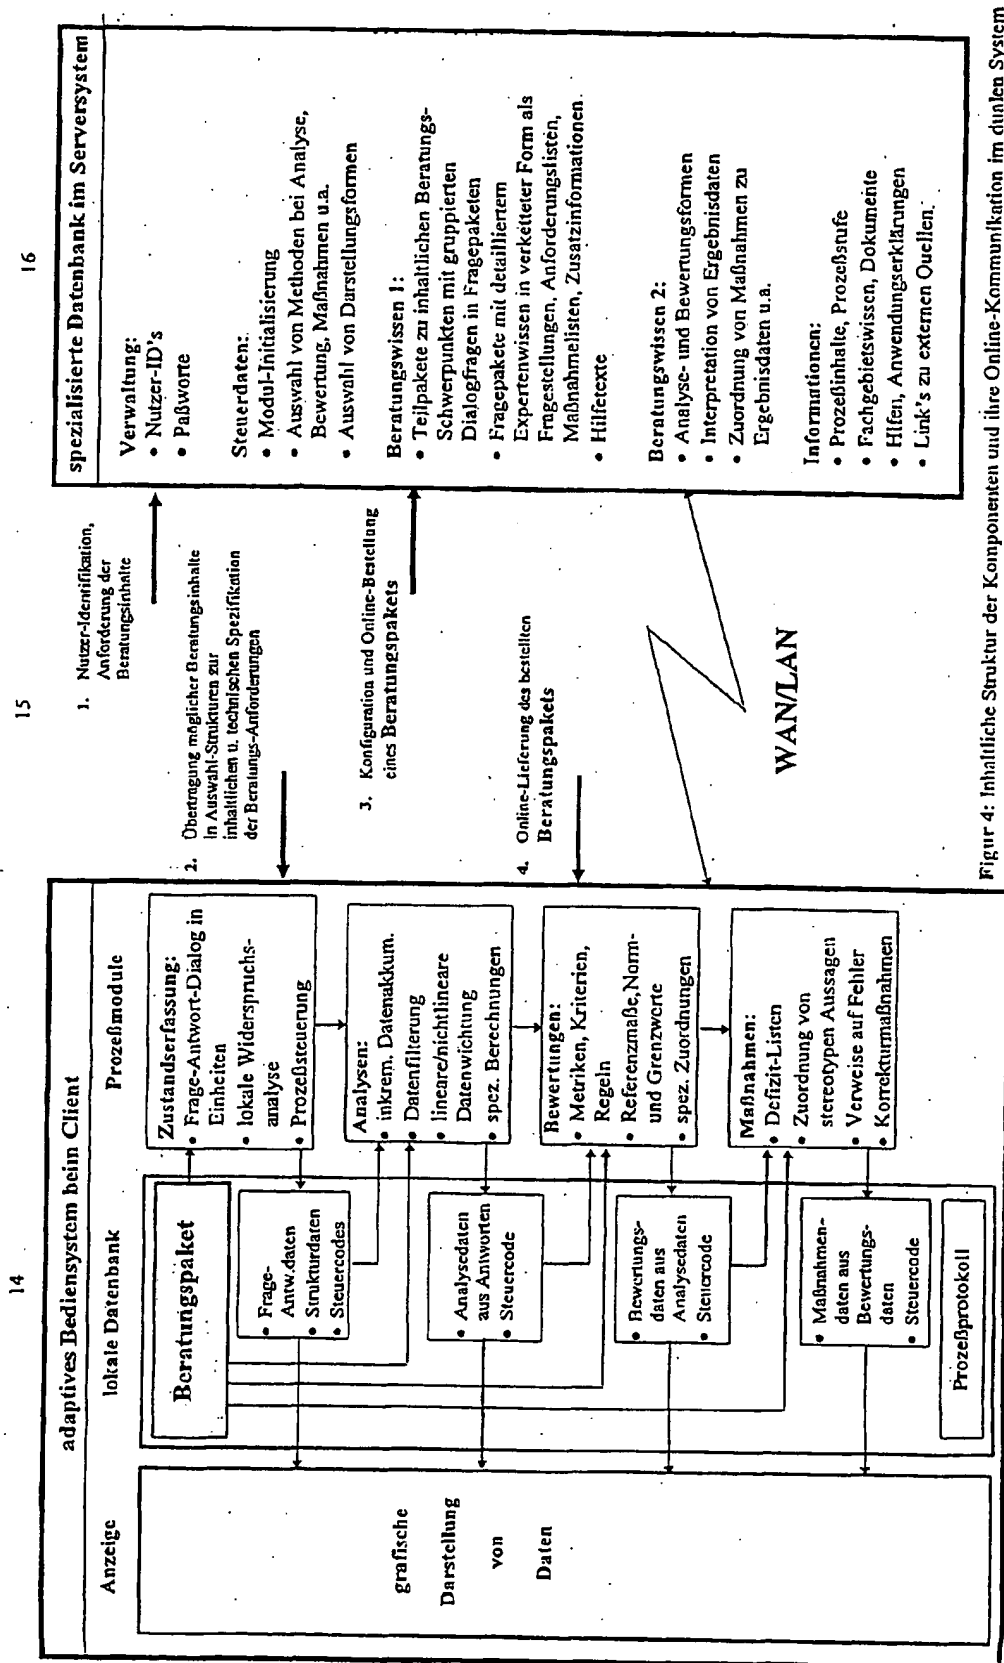 14
15
16
adaptives Bediensystem beim Client
Anzeige
lokale Datenbank
Prozeßmodule
grafische
Darstellung
von
Daten
Beratungspaket
• Frage-
Antw.daten
• Strukturdaten
• Steuercodes
• Analysedaten
aus Antworten
• Steuercode
• Bewertungs-
daten aus
Analysedaten
• Steuercode
• Maßnahmen-
daten aus
Bewertungs-
daten
• Steuercode
Prozeßprotokoll
Zustandserfassung:
• Frage-Antwort-Dialog in
Einheiten
• lokale Widerspruchs-
analyse
• Prozeßsteuerung
Analysen:
• inkrem. Datenakkum.
• Datenfilterung
• lineare/nichtlineare
Datenwichtung
• spez. Berechnungen
Bewertungen:
• Metriken, Kriterien,
Regeln
• Referenzmaße, Norm-
und Grenzwerte
• spez. Zuordnungen
Maßnahmen:
• Defizit-Listen
• Zuordnung von
stereotypen Aussagen
• Verweise auf Fehler
• Korrekturmaßnahmen
1. Nutzer-Identifikation,
Anforderung der
Beratungsinhalte
2. Übertragung möglicher Beratungsinhalte
in Auswahl-Strukturen zur
inhaltlichen u. technischen Spezifikation
der Beratungs-Anforderungen
3. Konfiguration und Online-Bestellung
eines Beratungspakets
4. Online-Lieferung des bestellten
Beratungspakets
WAN/LAN
spezialisierte Datenbank im Serversystem
Verwaltung:
• Nutzer-ID's
• Paßworte
Steuerdaten:
• Modul-Initialisierung
• Auswahl von Methoden bei Analyse,
Bewertung, Maßnahmen u.a.
• Auswahl von Darstellungsformen
Beratungswissen 1:
• Teilpakete zu inhaltlichen Beratungs-
Schwerpunkten mit gruppierten
Dialogfragen in Fragepaketen
• Fragepakete mit detailliertem
Expertenwissen in verketteter Form als
Fragestellungen, Anforderungslisten,
Maßnahmelisten, Zusatzinformationen
• Hilfetexte
Beratungswissen 2:
• Analyse- und Bewertungsformen
• Interpretation von Ergebnisdaten
• Zuordnung von Maßnahmen zu
Ergebnisdaten u.a.
Informationen:
• Prozeßinhalte, Prozeßstufe
• Fachgebietswissen, Dokumente
• Hilfen, Anwendungserklärungen
• Link's zu externen Quellen.
Figur 4: Inhaltliche Struktur der Komponenten und ihre Online-Kommunikation im dualen System